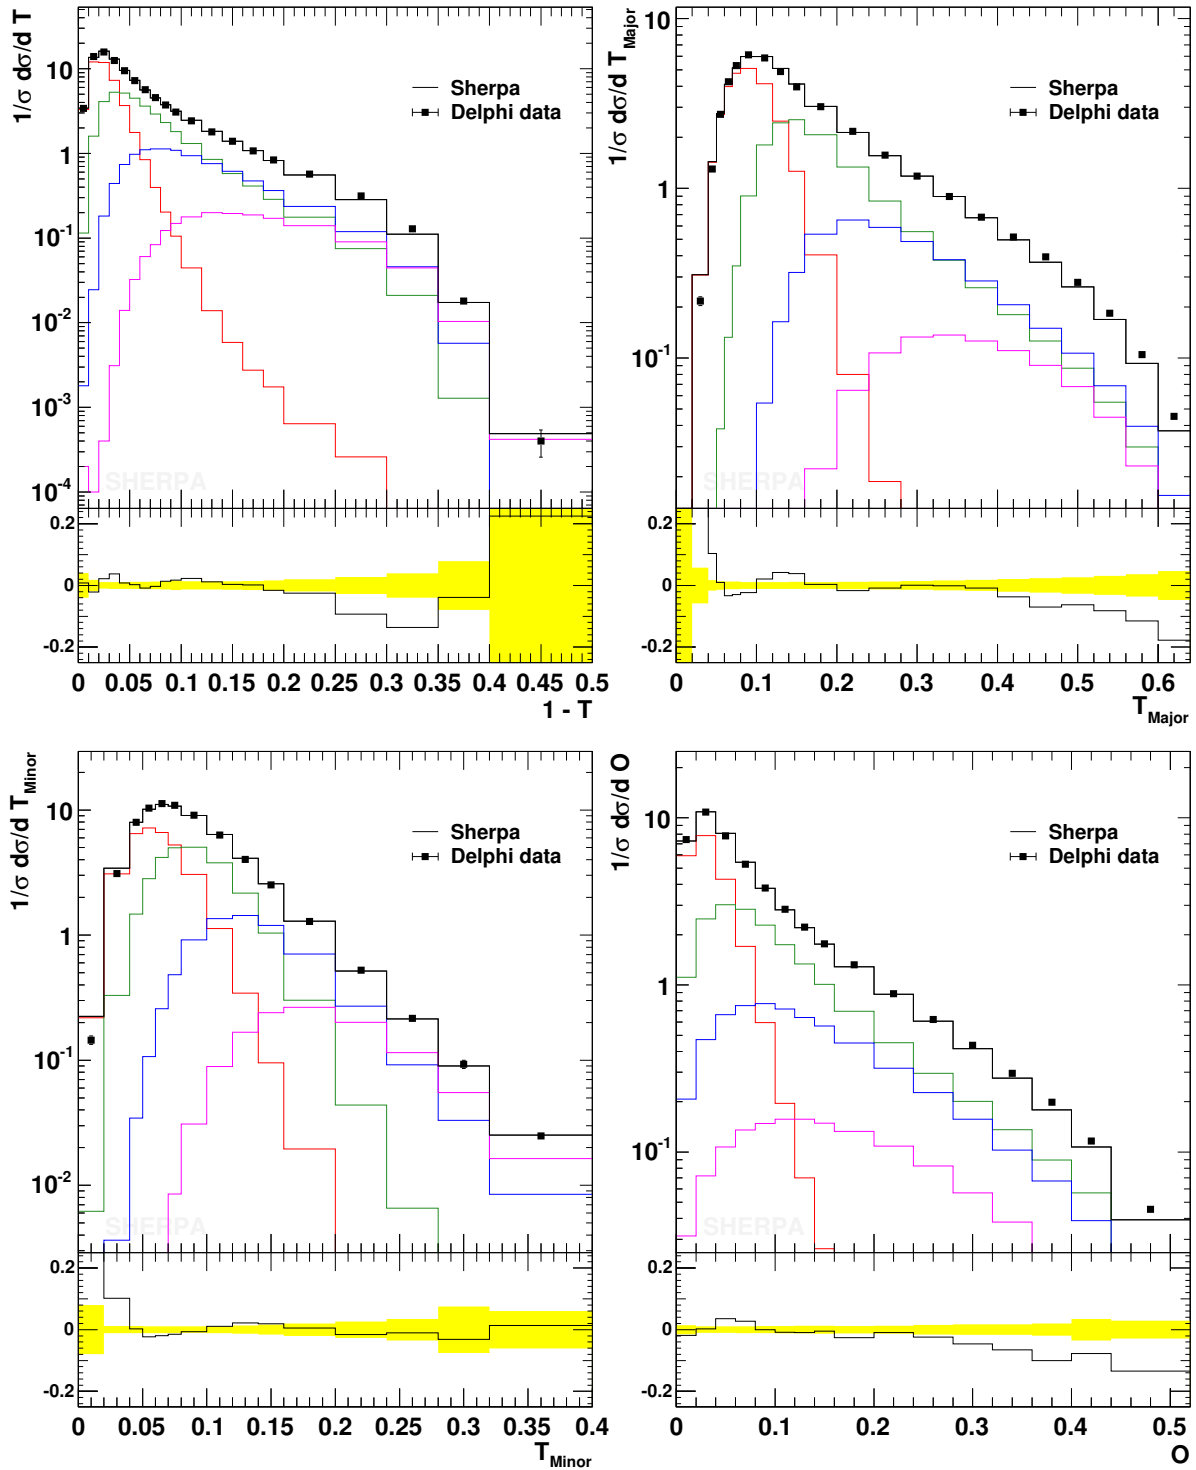 1/σ dσ/d T
10
1
10⁻¹
10⁻²
10⁻³
10⁻⁴
Sherpa
Delphi data
SHERPA
0.2
0
-0.2
0 0.05 0.1 0.15 0.2 0.25 0.3 0.35 0.4 0.45 0.5
1 - T
1/σ dσ/d T_Major
10
1
10⁻¹
Sherpa
Delphi data
SHERPA
0.2
0
-0.2
0 0.1 0.2 0.3 0.4 0.5 0.6
T_Major
1/σ dσ/d T_Minor
10
1
10⁻¹
10⁻²
Sherpa
Delphi data
SHERPA
0.2
0
-0.2
0 0.05 0.1 0.15 0.2 0.25 0.3 0.35 0.4
T_Minor
1/σ dσ/d O
10
1
10⁻¹
Sherpa
Delphi data
SHERPA
0.2
0
-0.2
0 0.1 0.2 0.3 0.4 0.5
O